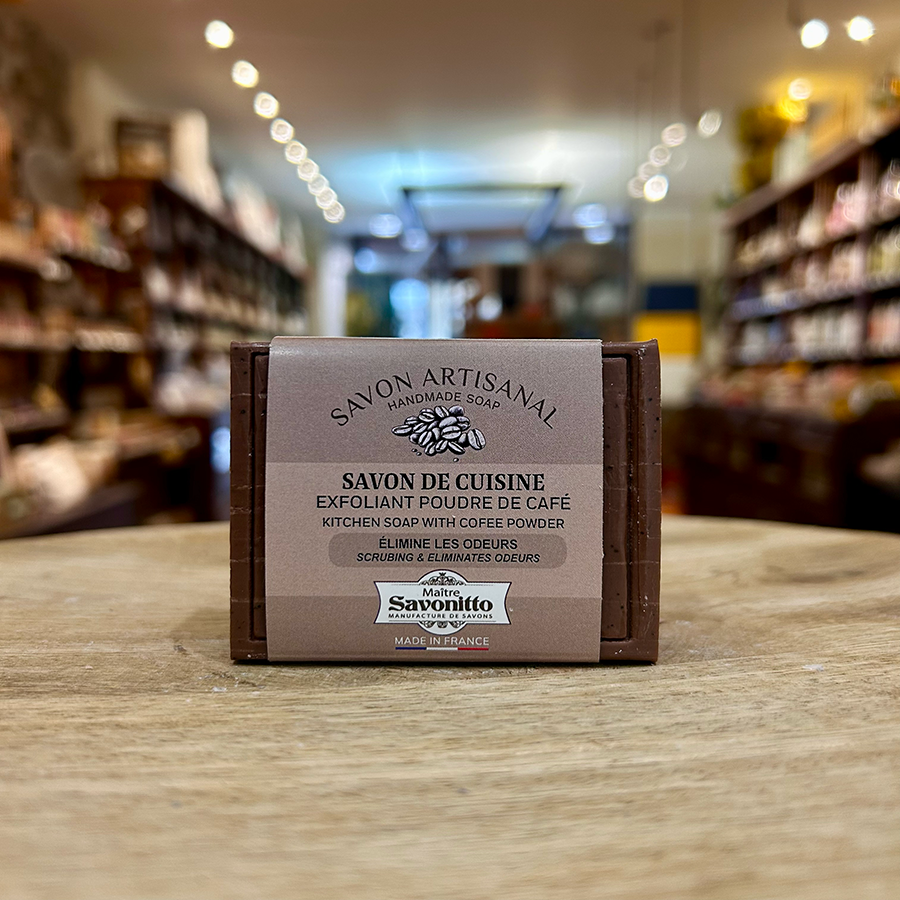 SAVON ARTISANAL
HANDMADE SOAP
SAVON DE CUISINE
EXFOLIANT POUDRE DE CAFÉ
KITCHEN SOAP WITH COFEE POWDER
ÉLIMINE LES ODEURS
SCRUBING & ELIMINATES ODEURS
Maître
Savonitto
MANUFACTURE DE SAVONS
MADE IN FRANCE